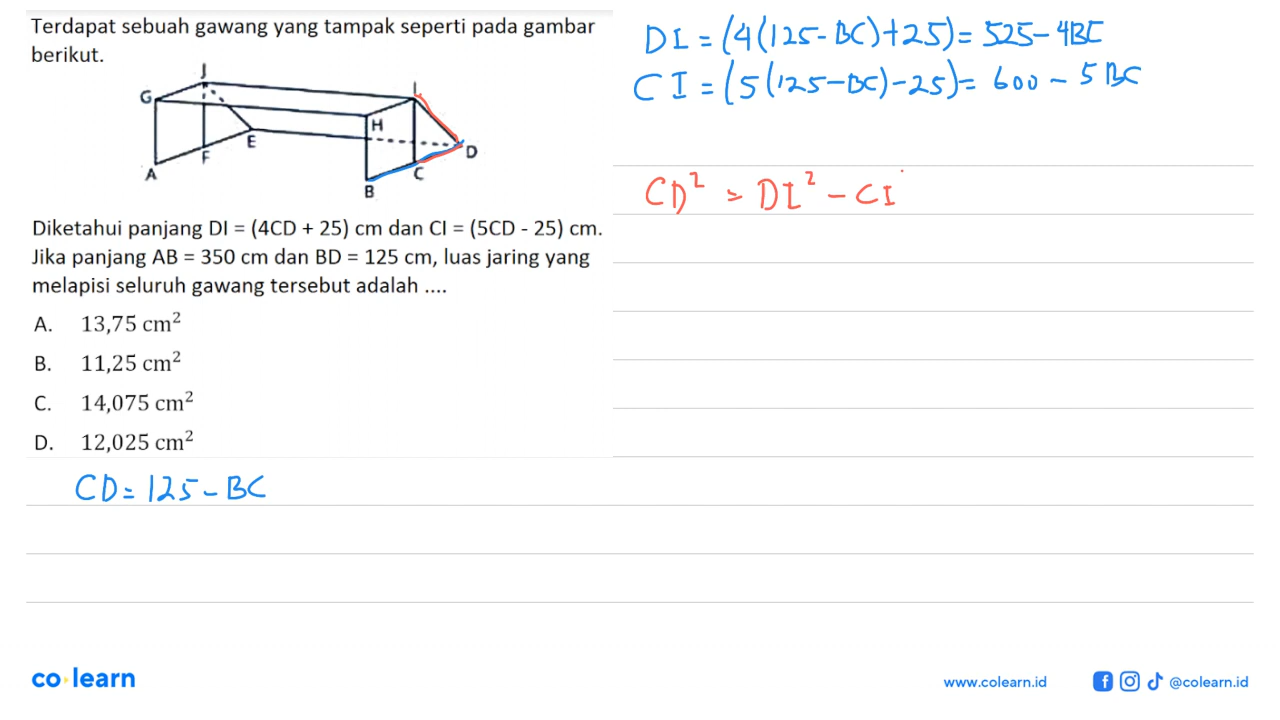 Terdapat sebuah gawang yang tampak seperti pada gambar
berikut.
J
G
I
H
E
D
F
A
C
B
Diketahui panjang DI = (4CD + 25) cm dan CI = (5CD - 25) cm.
Jika panjang AB = 350 cm dan BD = 125 cm, luas jaring yang
melapisi seluruh gawang tersebut adalah ....
A. 13,75 cm²
B. 11,25 cm²
C. 14,075 cm²
D. 12,025 cm²
CD = 125 - BC
DI = (4(125 - BC) + 25) = 525 - 4BC
CI = (5(125 - BC) - 25) = 600 - 5BC
CD² = DI² - CI
co learn
www.colearn.id
@colearn.id